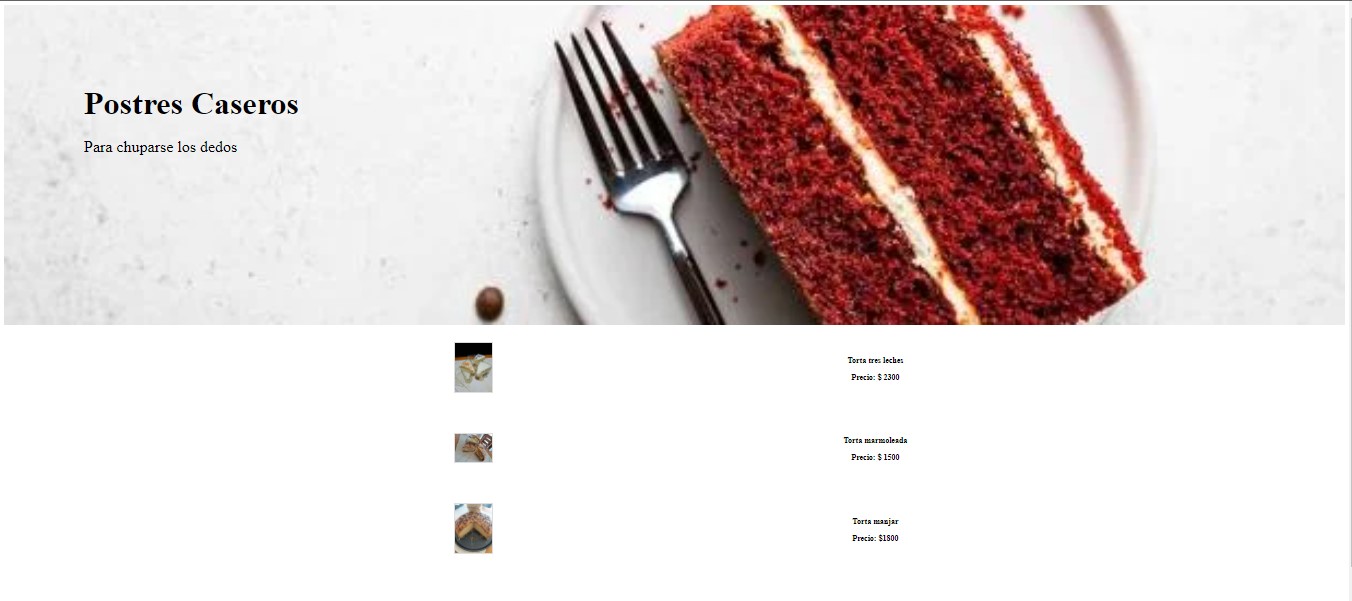 Postres Caseros
Para chuparse los dedos
Torta tres leches
Precio: $ 2300
Torta marmoleada
Precio: $ 1500
Torta manjar
Precio: $1800